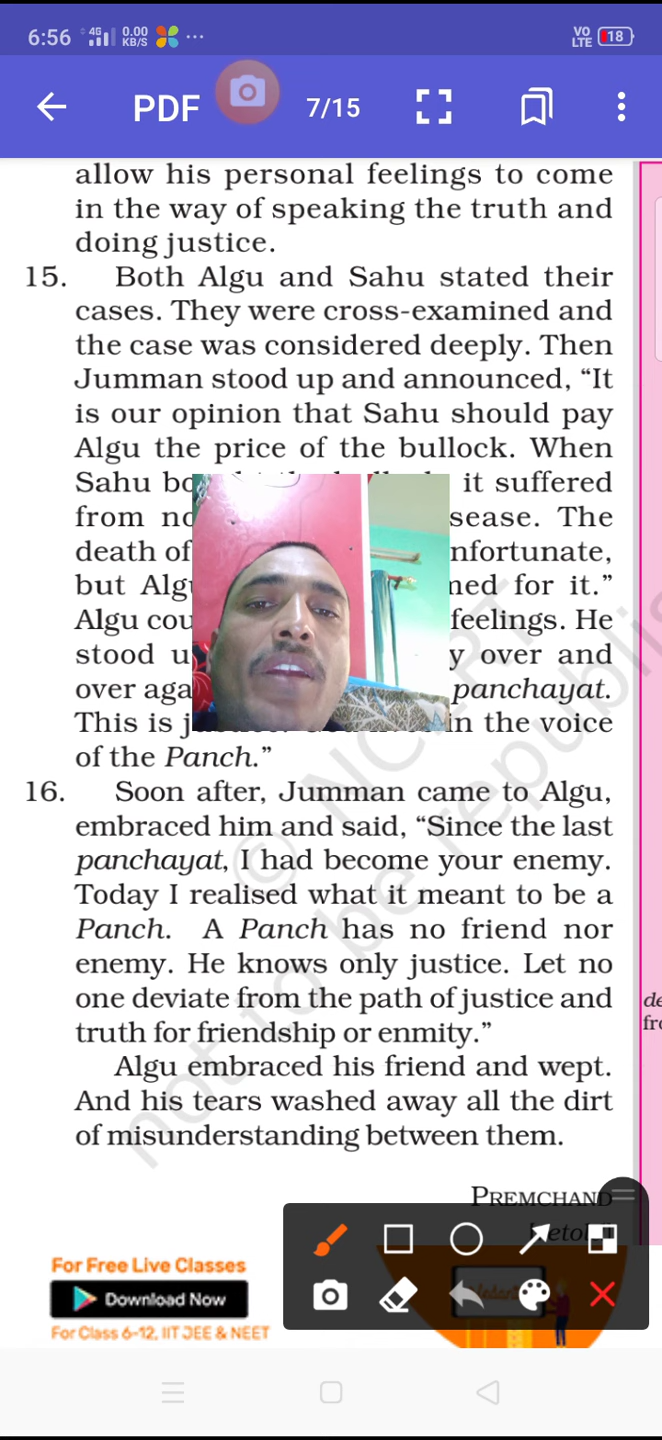 6:56 4G 0.00 KB/S ... VO LTE 18
PDF 7/15
allow his personal feelings to come
in the way of speaking the truth and
doing justice.
15. Both Algu and Sahu stated their
cases. They were cross-examined and
the case was considered deeply. Then
Jumman stood up and announced, “It
is our opinion that Sahu should pay
Algu the price of the bullock. When
Sahu it suffered
from
death of
but for it.”
Algu feelings. He
stood over and
over panchayat.
This is in the voice
of the Panch.”
16. Soon after, Jumman came to Algu,
embraced him and said, “Since the last
panchayat, I had become your enemy.
Today I realised what it meant to be a
Panch. A Panch has no friend nor
enemy. He knows only justice. Let no
one deviate from the path of justice and
truth for friendship or enmity.”
Algu embraced his friend and wept.
And his tears washed away all the dirt
of misunderstanding between them.
PREMCHAND
© NCERT
not to be republis
For Free Live Classes
Download Now
For Class 6-12, IIT JEE & NEET